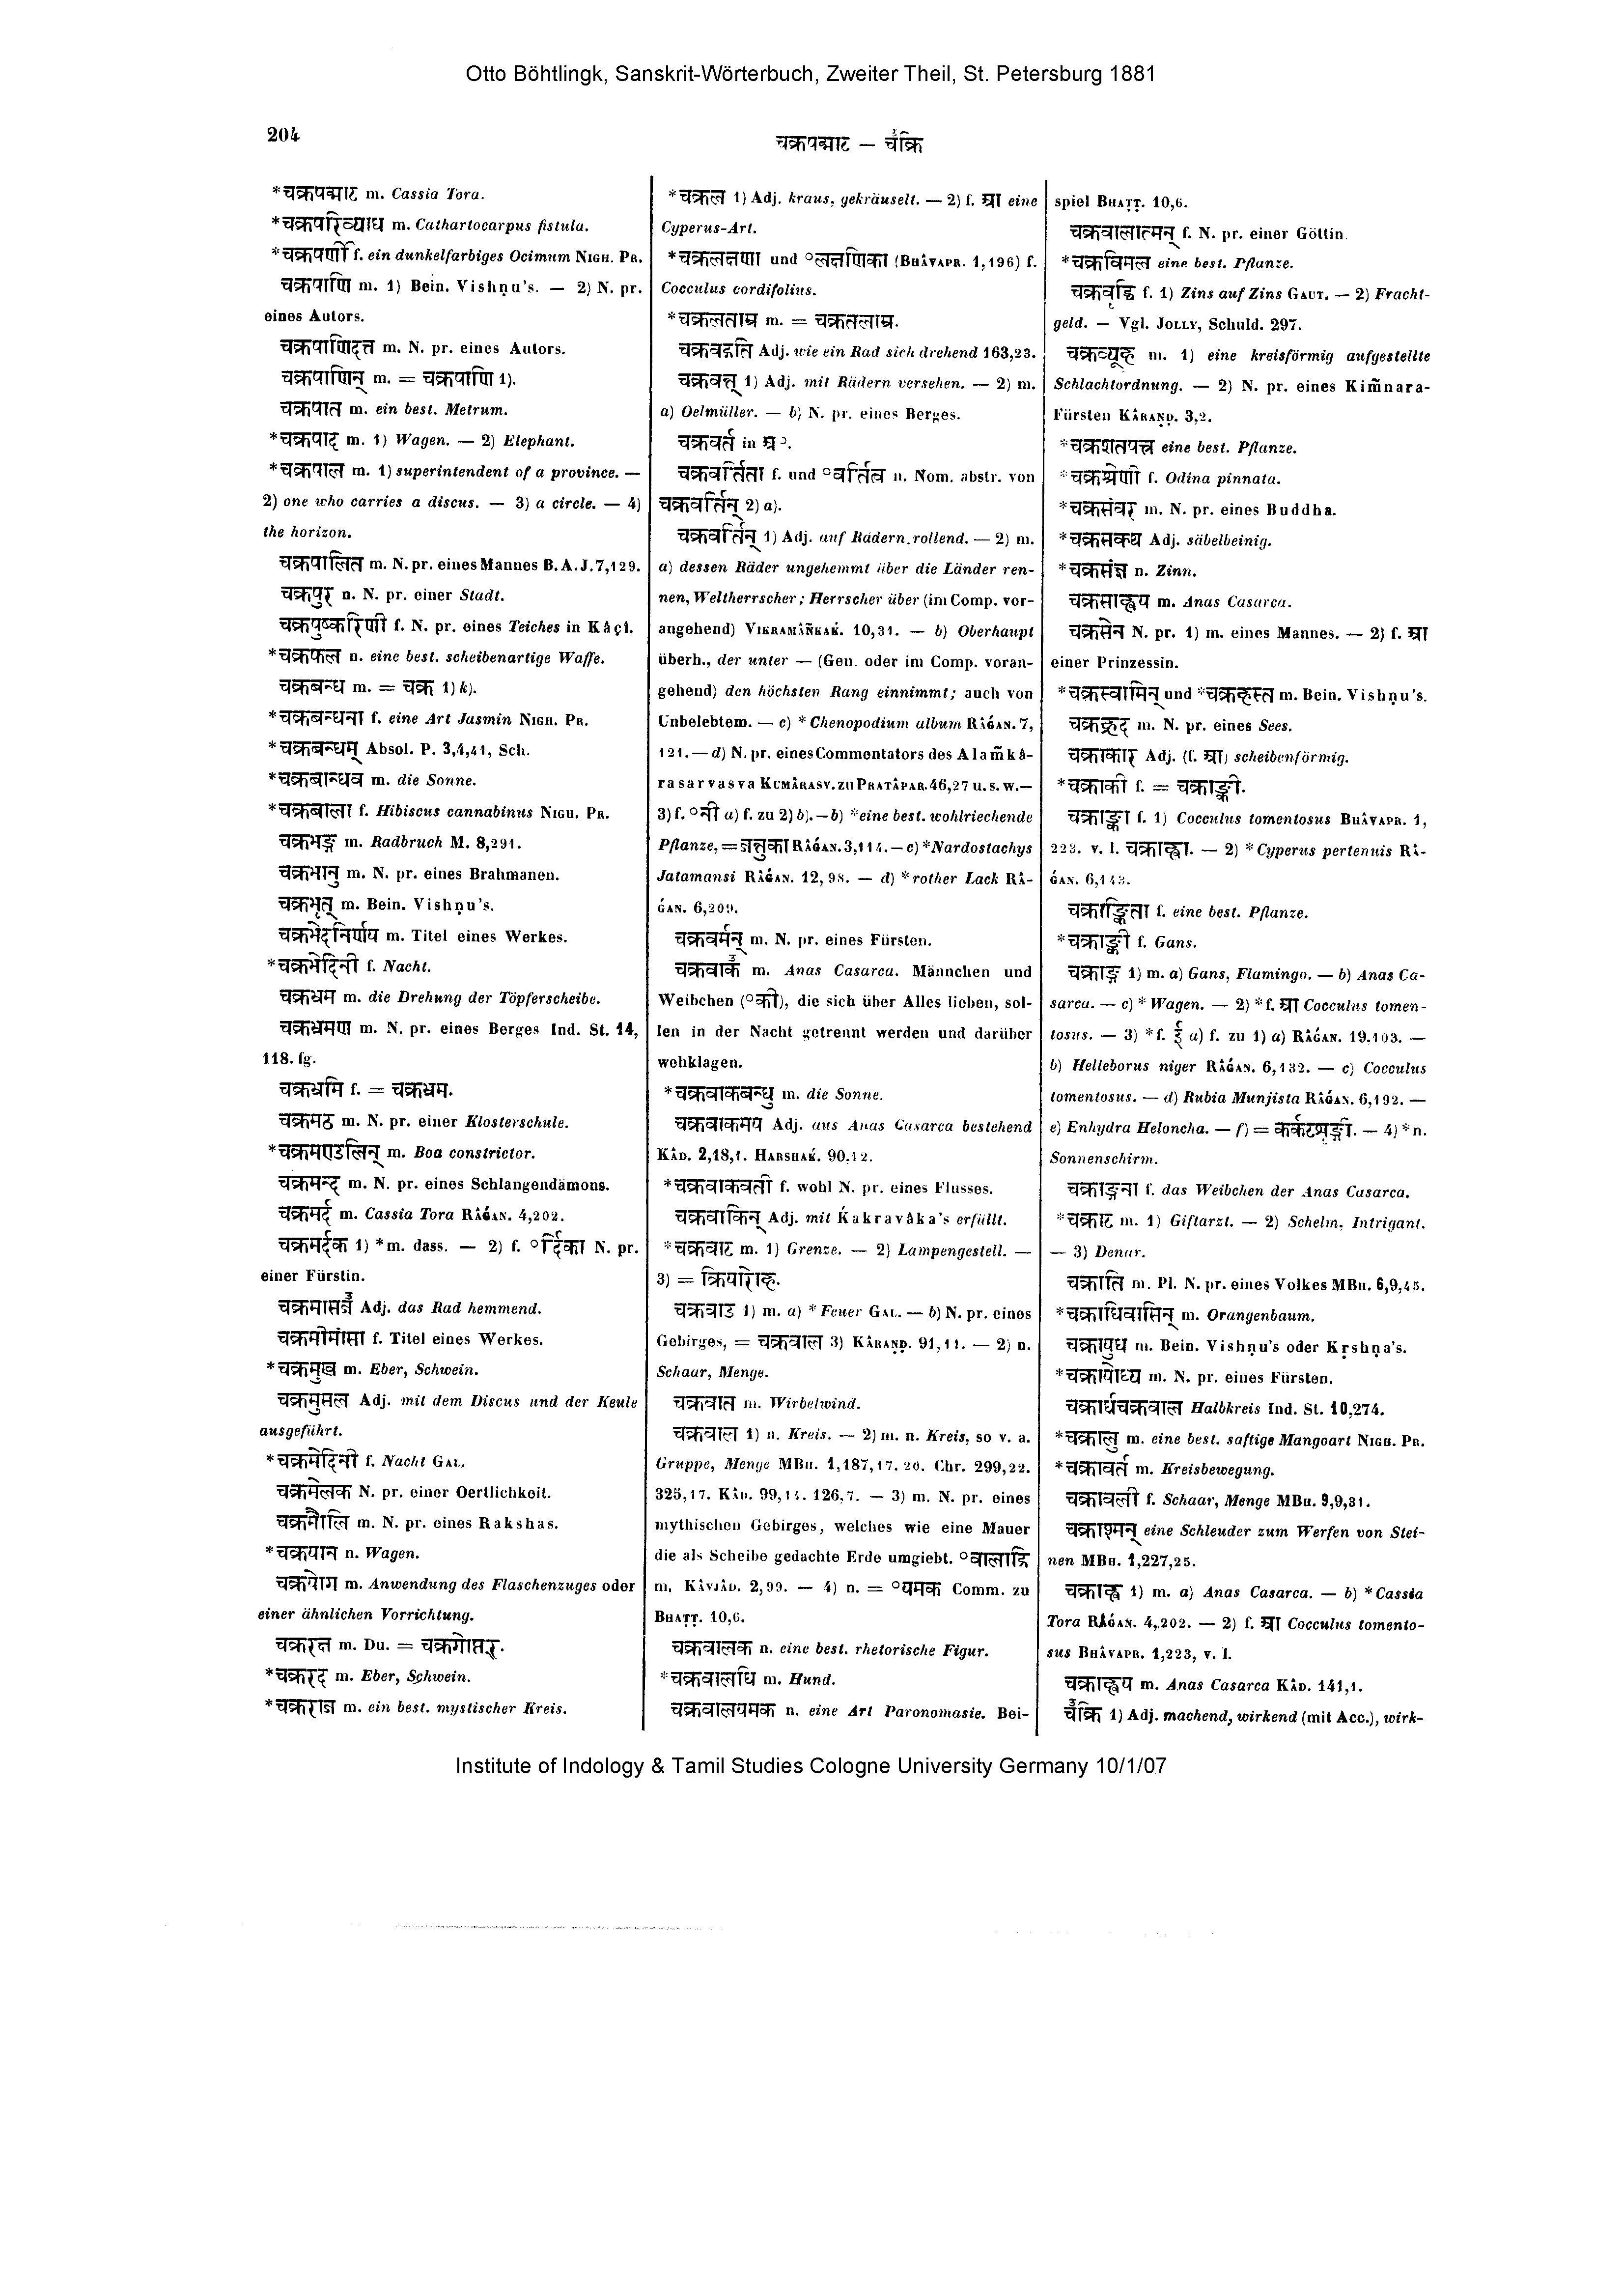 Otto Böhtlingk, Sanskrit-Wörterbuch, Zweiter Theil, St. Petersburg 1881
204
चक्रपद्माट — चँक्रि
*चक्रपद्माट m. Cassia Tora.
*चक्रपरिव्याध m. Cathartocarpus fistula.
*चक्रपर्णी f. ein dunkelfarbiges Ocimum NIGH. PR.
चक्रपाणि m. 1) Bein. Vishṇu's. — 2) N. pr.
eines Autors.
चक्रपाणिदत्त m. N. pr. eines Autors.
चक्रपाणिन् m. = चक्रपाणि 1).
चक्रपात m. ein best. Metrum.
*चक्रपाद m. 1) Wagen. — 2) Elephant.
*चक्रपाल m. 1) superintendent of a province. —
2) one who carries a discus. — 3) a circle. — 4)
the horizon.
चक्रपालित m. N. pr. eines Mannes B. A. J. 7,129.
चक्रपुर n. N. pr. einer Stadt.
चक्रपुष्करिणी f. N. pr. eines Teiches in Kâçî.
*चक्रफल n. eine best. scheibenartige Waffe.
चक्रबन्ध m. = चक्र 1) k).
*चक्रबन्धना f. eine Art Jasmin NIGH. PR.
*चक्रबन्धम् Absol. P. 3,4,41, Sch.
*चक्रबान्धव m. die Sonne.
*चक्रबाला f. Hibiscus cannabinus NIGH. PR.
चक्रभङ्ग m. Radbruch M. 8,291.
चक्रभानु m. N. pr. eines Brahmanen.
चक्रभृत् m. Bein. Vishṇu's.
चक्रभेदनिर्णय m. Titel eines Werkes.
*चक्रभेदिनी f. Nacht.
चक्रभ्रम m. die Drehung der Töpferscheibe.
चक्रभ्रमण m. N. pr. eines Berges Ind. St. 14,
118. fg.
चक्रभ्रमि f. = चक्रभ्रम.
चक्रमठ m. N. pr. einer Klosterschule.
*चक्रमण्डलिन् m. Boa constrictor.
चक्रमन्द m. N. pr. eines Schlangendämons.
चक्रमर्द m. Cassia Tora RÂǴAN. 4,202.
चक्रमर्दक 1) *m. dass. — 2) f. °र्दिका N. pr.
einer Fürstin.
चक्रमासज्ञँ Adj. das Rad hemmend.
चक्रमीमांसा f. Titel eines Werkes.
*चक्रमुख m. Eber, Schwein.
चक्रमुसल Adj. mit dem Discus und der Keule
ausgeführt.
*चक्रमेदिनी f. Nacht GAL.
चक्रमेलक N. pr. einer Oertlichkeit.
चक्रमौलि m. N. pr. eines Rakshas.
*चक्रयान n. Wagen.
चक्रयोग m. Anwendung des Flaschenzuges oder
einer ähnlichen Vorrichtung.
चक्ररत्न m. Du. = चक्रगोप्तर्.
*चक्ररद m. Eber, Schwein.
*चक्रराज m. ein best. mystischer Kreis.
*चक्रल 1) Adj. kraus, gekräuselt. — 2) f. आ eine
Cyperus-Art.
*चक्रलक्षणा und °लक्षणिका (BHÂVAPR. 1,196) f.
Cocculus cordifolius.
*चक्रलताम्र m. = चक्रतलाम्र.
चक्रवहति Adj. wie ein Rad sich drehend 163,23.
चक्रवत् 1) Adj. mit Rädern versehen. — 2) m.
a) Oelmüller. — b) N. pr. eines Berges.
चक्रवर्त in अ°.
चक्रवर्तिता f. und °वर्तित्व n. Nom. abstr. von
चक्रवर्तिन् 2) a).
चक्रवर्तिन् 1) Adj. auf Rädern rollend. — 2) m.
a) dessen Räder ungehemmt über die Länder ren-
nen, Weltherrscher; Herrscher über (im Comp. vor-
angehend) VIKRAMÂṄKAḰ. 10,31. — b) Oberhaupt
überh., der unter — (Gen. oder im Comp. voran-
gehend) den höchsten Rang einnimmt; auch von
Unbelebtem. — c) *Chenopodium album RÂǴAN. 7,
121. — d) N. pr. eines Commentators des Alaṁkâ-
rasarvasva KUMÂRASV. zu PRATÂPAR. 46,27 u. s. w. —
3) f. °नी a) f. zu 2) b). — b) *eine best. wohlriechende
Pflanze, = जतुका RÂǴAN. 3,114. — c) *Nardostachys
Jatamansi RÂǴAN. 12,98. — d) *rother Lack RÂ-
ǴAN. 6,209.
चक्रवर्मन् m. N. pr. eines Fürsten.
चक्रवाकँ m. Anas Casarca. Männchen und
Weibchen (°की), die sich über Alles lieben, sol-
len in der Nacht getrennt werden und darüber
wehklagen.
*चक्रवाकबन्धु m. die Sonne.
चक्रवाकमय Adj. aus Anas Casarca bestehend
KÂD. 2,18,1. HARSHAḰ. 90,12.
*चक्रवाकवती f. wohl N. pr. eines Flusses.
चक्रवाकिन् Adj. mit Ḱakravâka's erfüllt.
*चक्रवाट m. 1) Grenze. — 2) Lampengestell. —
3) = क्रियारोह.
चक्रवाड 1) m. a) *Feuer GAL. — b) N. pr. eines
Gebirges, = चक्रवाल 3) KÂRAṆḌ. 91,11. — 2) n.
Schaar, Menge.
चक्रवात m. Wirbelwind.
चक्रवाल 1) n. Kreis. — 2) m. n. Kreis, so v. a.
Gruppe, Menge MBH. 1,187,17. 20. Chr. 299,22.
325,17. KÂD. 99,14. 126,7. — 3) m. N. pr. eines
mythischen Gebirges, welches wie eine Mauer
die als Scheibe gedachte Erde umgiebt. °वालाद्रि
m. KÂVJÂD. 2,99. — 4) n. = °यमक Comm. zu
BHAṬṬ. 10,6.
चक्रवालक n. eine best. rhetorische Figur.
*चक्रवालधि m. Hund.
चक्रवालयमक n. eine Art Paronomasie. Bei-
spiel BHAṬṬ. 10,6.
चक्रवालात्मन् f. N. pr. einer Göttin.
*चक्रविमल eine best. Pflanze.
चक्रवृद्धि f. 1) Zins auf Zins GAUT. — 2) Fracht-
geld. — Vgl. JOLLY, Schuld. 297.
चक्रव्यूह m. 1) eine kreisförmig aufgestellte
Schlachtordnung. — 2) N. pr. eines Kiṁnara-
Fürsten KÂRAṆḌ. 3,2.
*चक्रशतपत्त्र eine best. Pflanze.
*चक्रश्रेणी f. Odina pinnata.
*चक्रसंवर m. N. pr. eines Buddha.
*चक्रसक्थ Adj. säbelbeinig.
*चक्रसंज्ञ n. Zinn.
चक्रसाह्वय m. Anas Casarca.
चक्रसेन N. pr. 1) m. eines Mannes. — 2) f. आ
einer Prinzessin.
*चक्रस्वामिन् und *चक्रहस्त m. Bein. Vishṇu's.
चक्रह्रद m. N. pr. eines Sees.
चक्राकार Adj. (f. आ) scheibenförmig.
*चक्राकी f. = चक्राङ्की.
चक्राङ्का f. 1) Cocculus tomentosus BHÂVAPR. 1,
223. v. l. चक्राह्वा. — 2) *Cyperus pertenuis RÂ-
ǴAN. 6,143.
चक्राङ्किता f. eine best. Pflanze.
*चक्राङ्की f. Gans.
चक्राङ्ग 1) m. a) Gans, Flamingo. — b) Anas Ca-
sarca. — c) *Wagen. — 2) *f. आ Cocculus tomen-
tosus. — 3) *f. ई a) f. zu 1) a) RÂǴAN. 19,103. —
b) Helleborus niger RÂǴAN. 6,132. — c) Cocculus
tomentosus. — d) Rubia Munjista RÂǴAN. 6,192. —
e) Enhydra Heloncha. — f) = कर्कटशृङ्गी. — 4) *n.
Sonnenschirm.
चक्राङ्गना f. das Weibchen der Anas Casarca.
*चक्राट m. 1) Giftarzt. — 2) Schelm, Intrigant.
— 3) Denar.
चक्राति m. Pl. N. pr. eines Volkes MBH. 6,9,45.
*चक्राधिवासिन् m. Orangenbaum.
चक्रायुध m. Bein. Vishṇu's oder Kṛshṇa's.
*चक्रायोध्य m. N. pr. eines Fürsten.
चक्रार्धचक्रवाल Halbkreis Ind. St. 10,274.
*चक्रालु m. eine best. saftige Mangoart NIGH. PR.
*चक्रावर्त m. Kreisbewegung.
चक्रावली f. Schaar, Menge MBH. 9,9,31.
चक्राश्मन् eine Schleuder zum Werfen von Stei-
nen MBH. 1,227,25.
चक्राह्व 1) m. a) Anas Casarca. — b) *Cassia
Tora RÂǴAN. 4,202. — 2) f. आ Cocculus tomento-
sus BHÂVAPR. 1,223, v. l.
चक्राह्वय m. Anas Casarca KÂD. 141,1.
चँक्रि 1) Adj. machend, wirkend (mit Acc.), wirk-
Institute of Indology & Tamil Studies Cologne University Germany 10/1/07